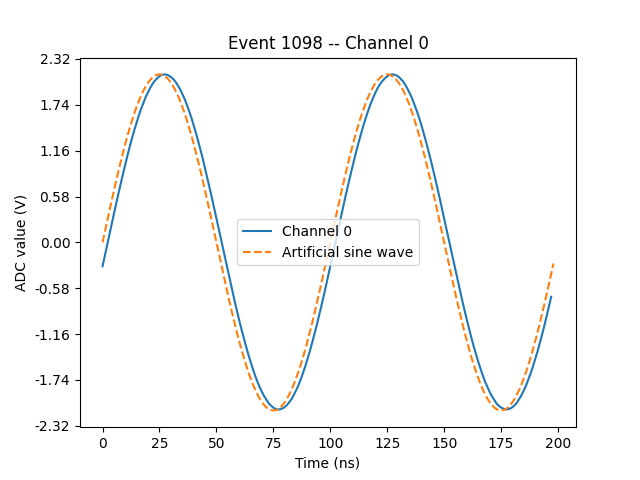 Event 1098 -- Channel 0
2.32
1.74
1.16
0.58
0.00
-0.58
-1.16
-1.74
-2.32
ADC value (V)
Channel 0
Artificial sine wave
0 25 50 75 100 125 150 175 200
Time (ns)